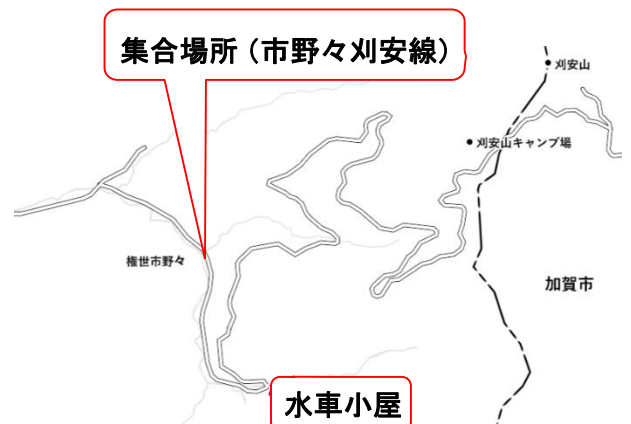 集合場所（市野々刈安線）
刈安山
刈安山キャンプ場
権世市野々
加賀市
水車小屋